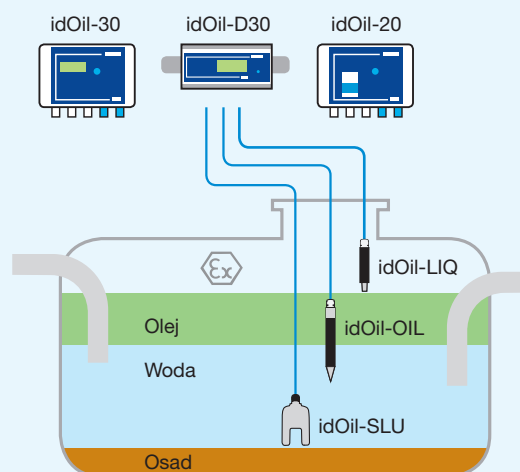 idOil-30
idOil-D30
idOil-20
Ex
idOil-LIQ
Olej
idOil-OIL
Woda
idOil-SLU
Osad